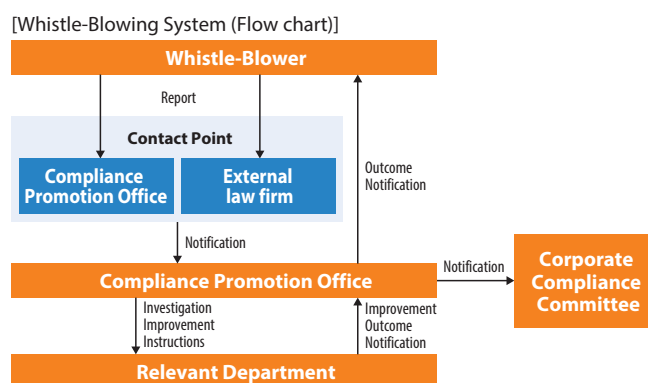 [Whistle-Blowing System (Flow chart)]
Whistle-Blower
Report
Contact Point
Compliance
Promotion Office
External
law firm
Outcome
Notification
Notification
Compliance Promotion Office
Notification
Corporate
Compliance
Committee
Investigation
Improvement
Instructions
Improvement
Outcome
Notification
Relevant Department